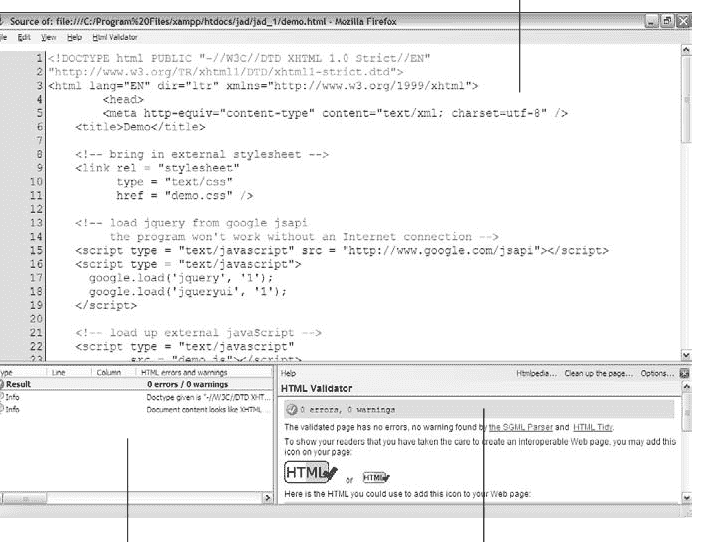 Source of: file:///C:/Program%20Files/xampp/htdocs/jad/jad_1/demo.html - Mozilla Firefox
Edit View Help Html Validator
1 <!DOCTYPE html PUBLIC "-//W3C//DTD XHTML 1.0 Strict//EN"
2 "http://www.w3.org/TR/xhtml1/DTD/xhtml1-strict.dtd">
3 <html lang="EN" dir="ltr" xmlns="http://www.w3.org/1999/xhtml">
4 <head>
5 <meta http-equiv="content-type" content="text/xml; charset=utf-8" />
6 <title>Demo</title>
7
8 <!-- bring in external stylesheet -->
9 <link rel = "stylesheet"
10 type = "text/css"
11 href = "demo.css" />
12
13 <!-- load jquery from google jsapi
14 the program won't work without an Internet connection -->
15 <script type = "text/javascript" src = "http://www.google.com/jsapi"></script>
16 <script type = "text/javascript">
17 google.load('jquery', '1');
18 google.load('jqueryui', '1');
19 </script>
20
21 <!-- load up external javaScript -->
22 <script type = "text/javascript"
23 src = "demo.js"></script>
Line Column HTML errors and warnings
Result 0 errors / 0 warnings
Info Doctype given is "-//W3C//DTD XHT...
Info Document content looks like XHTML ...
Help Htmlpedia... Clean up the page... Options...
HTML Validator
0 errors, 0 warnings
The validated page has no errors, no warning found by the SGML Parser and HTML Tidy.
To show your readers that you have taken the care to create an interoperable Web page, you may add this
icon on your page:
HTML or HTML
Here is the HTML you could use to add this icon to your Web page: